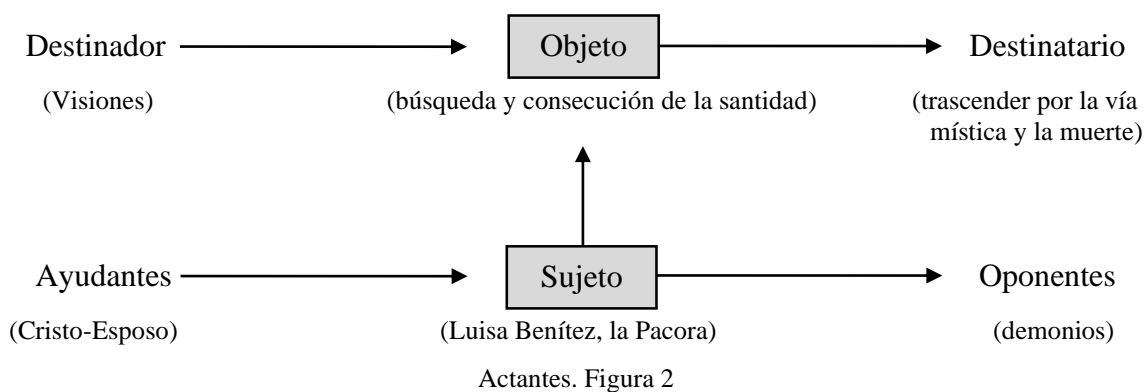 Destinador Objeto Destinatario
(Visiones) (búsqueda y consecución de la santidad) (trascender por la vía
mística y la muerte)
Ayudantes Sujeto Oponentes
(Cristo-Esposo) (Luisa Benítez, la Pacora) (demonios)
Actantes. Figura 2